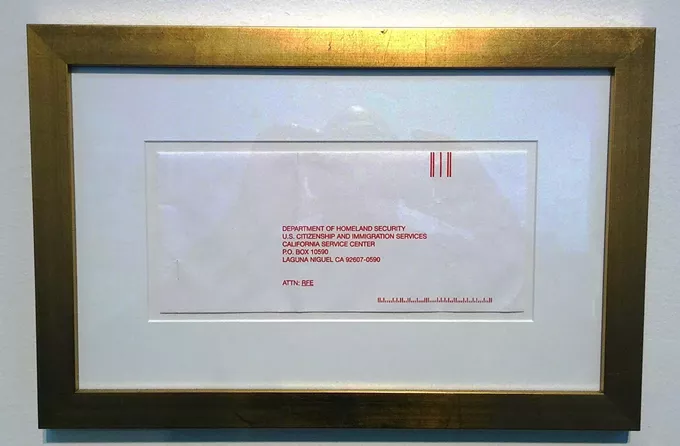 DEPARTMENT OF HOMELAND SECURITY
U.S. CITIZENSHIP AND IMMIGRATION SERVICES
CALIFORNIA SERVICE CENTER
P.O. BOX 10590
LAGUNA NIGUEL CA 92607-0590
ATTN: RFE